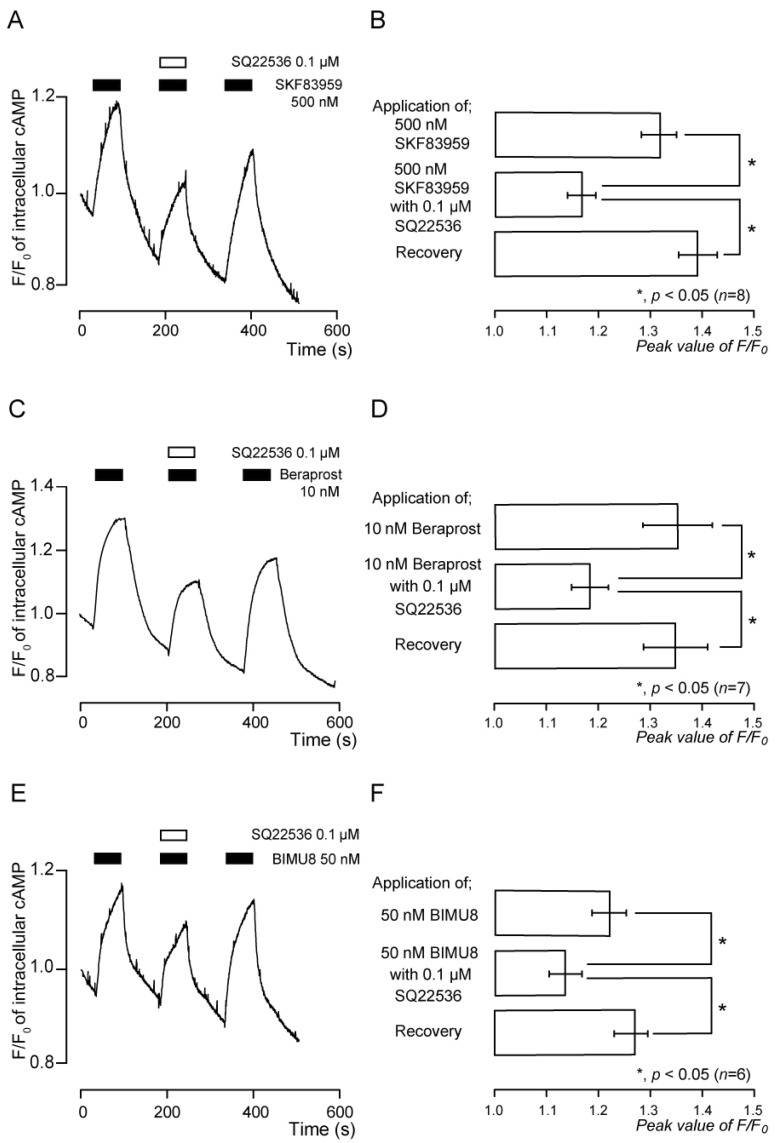 A
SQ22536 0.1 µM
SKF83959
500 nM
F/F0 of intracellular cAMP
1.2
1.0
0.8
0
200
400
600
Time (s)
B
Application of;
500 nM
SKF83959
500 nM
SKF83959
with 0.1 µM
SQ22536
Recovery
*
*
*, p < 0.05 (n=8)
1.0 1.1 1.2 1.3 1.4 1.5
Peak value of F/F0
C
SQ22536 0.1 µM
Beraprost
10 nM
F/F0 of intracellular cAMP
1.4
1.2
1.0
0.8
0 200 400 600
Time (s)
D
Application of;
10 nM Beraprost
10 nM Beraprost
with 0.1 µM
SQ22536
Recovery
*
*
*, p < 0.05 (n=7)
1.0 1.1 1.2 1.3 1.4 1.5
Peak value of F/F0
E
SQ22536 0.1 µM
BIMU8 50 nM
F/F0 of intracellular cAMP
1.2
1.0
0.8
0 200 400 600
Time (s)
F
Application of;
50 nM BIMU8
50 nM BIMU8
with 0.1 µM
SQ22536
Recovery
*
*
*, p < 0.05 (n=6)
1.0 1.1 1.2 1.3 1.4 1.5
Peak value of F/F0